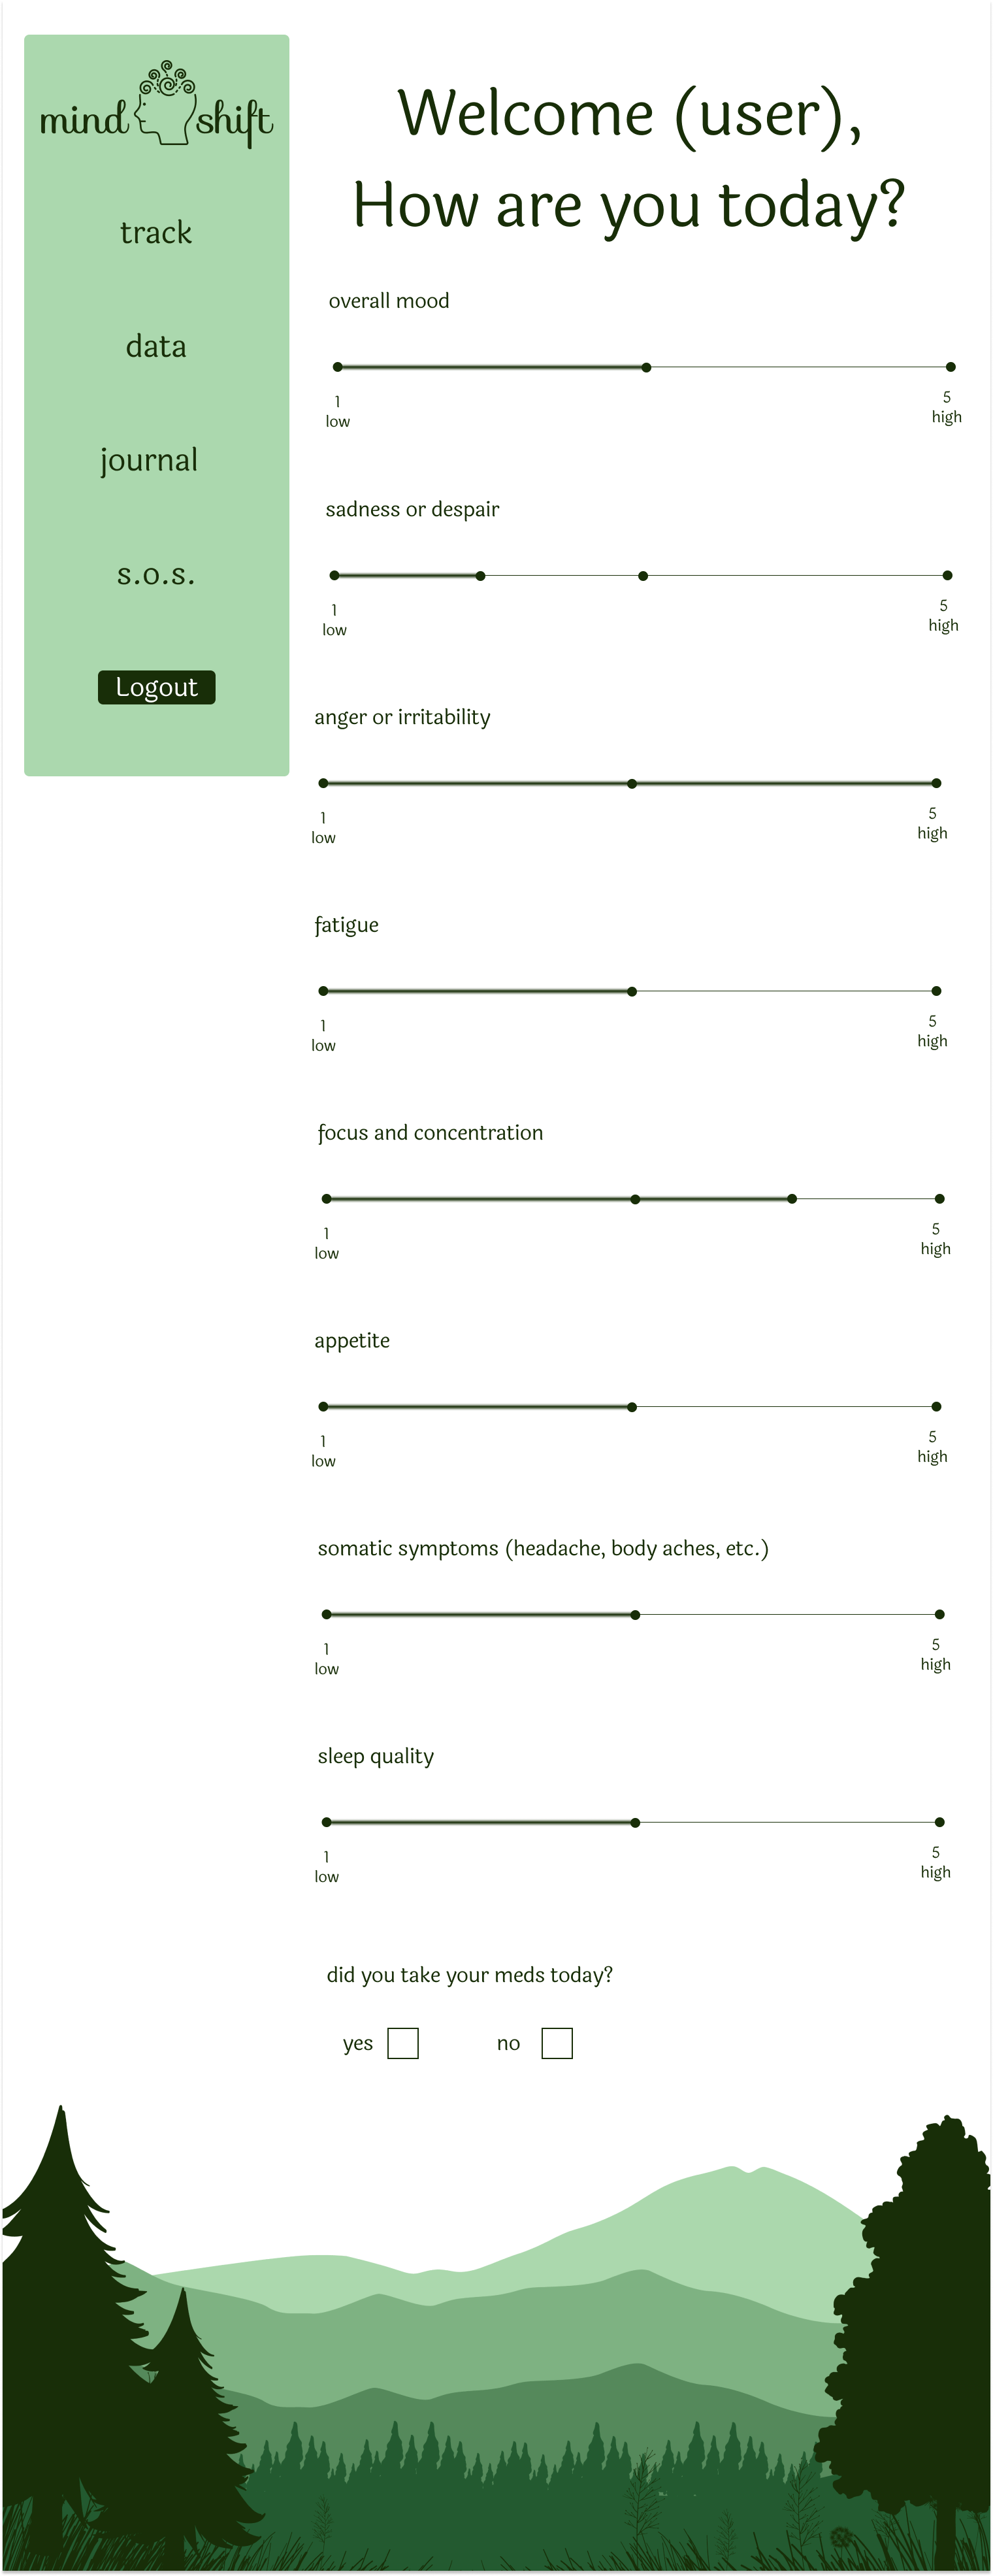 mind shift
track
data
journal
s.o.s.
Logout
Welcome (user),
How are you today?
overall mood
1
low
5
high
sadness or despair
1
low
5
high
anger or irritability
1
low
5
high
fatigue
1
low
5
high
focus and concentration
1
low
5
high
appetite
1
low
5
high
somatic symptoms (headache, body aches, etc.)
1
low
5
high
sleep quality
1
low
5
high
did you take your meds today?
yes no